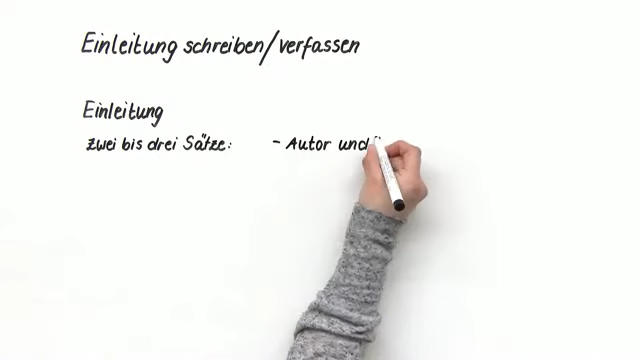 Einleitung schreiben/verfassen
Einleitung
Zwei bis drei Sätze: - Autor und